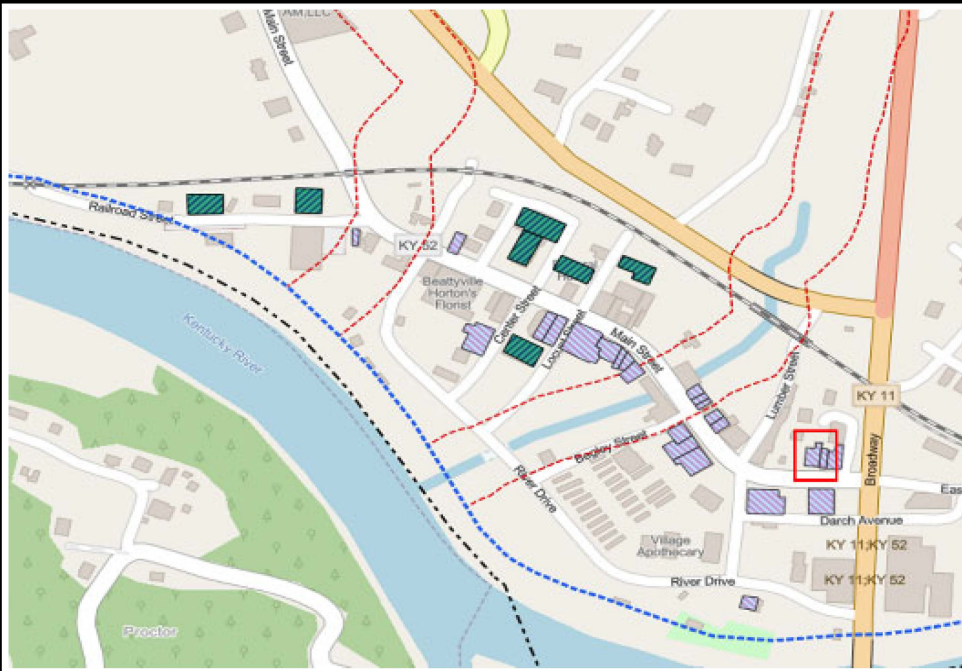 AM,LLC
Main Street
Railroad Street
KY 52
Beattyville
Horton's
Florist
Center Street
Locust Street
Main Street
Kentucky River
Lumber Street
KY 11
Broadway
Begley Street
River Drive
East
Darch Avenue
Village
Apothecary
KY 11;KY 52
KY 11;KY 52
River Drive
Proctor